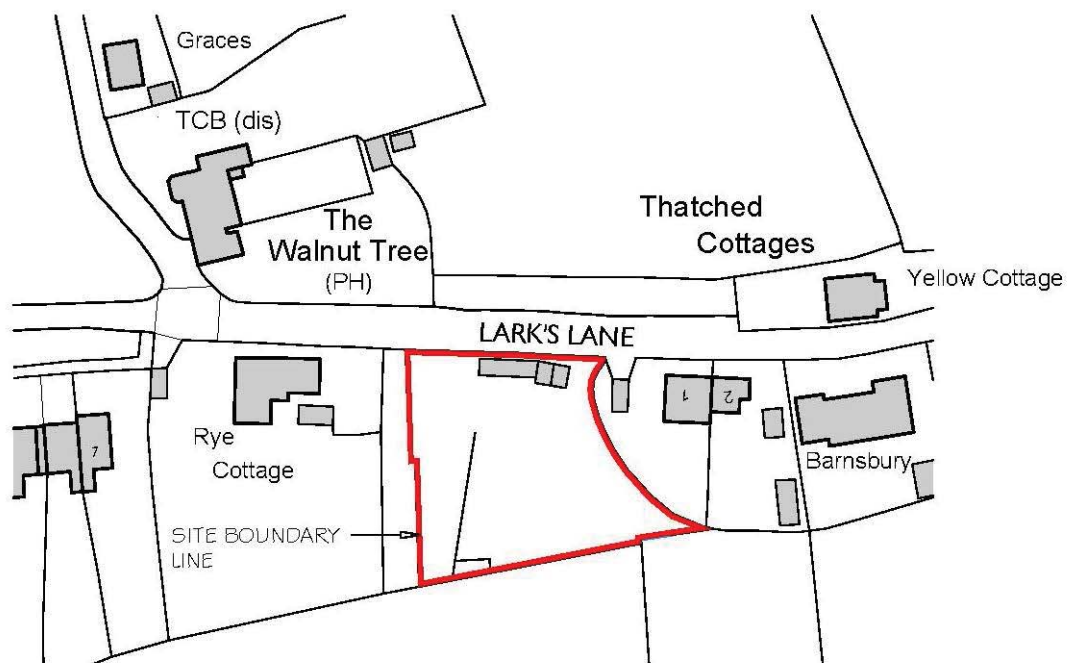 Graces
TCB (dis)
The
Walnut Tree
(PH)
Thatched
Cottages
Yellow Cottage
LARK'S LANE
1
2
Rye
Cottage
Barnsbury
SITE BOUNDARY
LINE